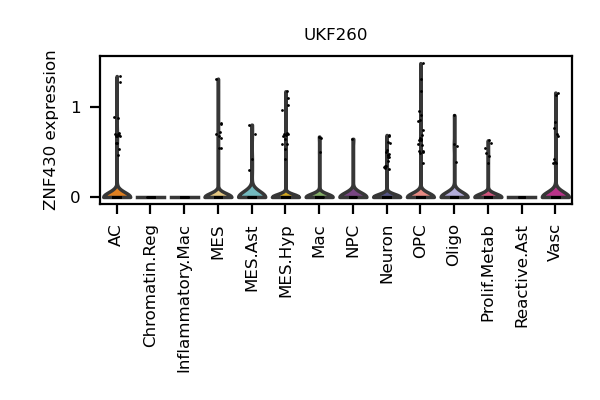 UKF260
ZNF430 expression
1
0
AC
Chromatin.Reg
Inflammatory.Mac
MES
MES.Ast
MES.Hyp
Mac
NPC
Neuron
OPC
Oligo
Prolif.Metab
Reactive.Ast
Vasc